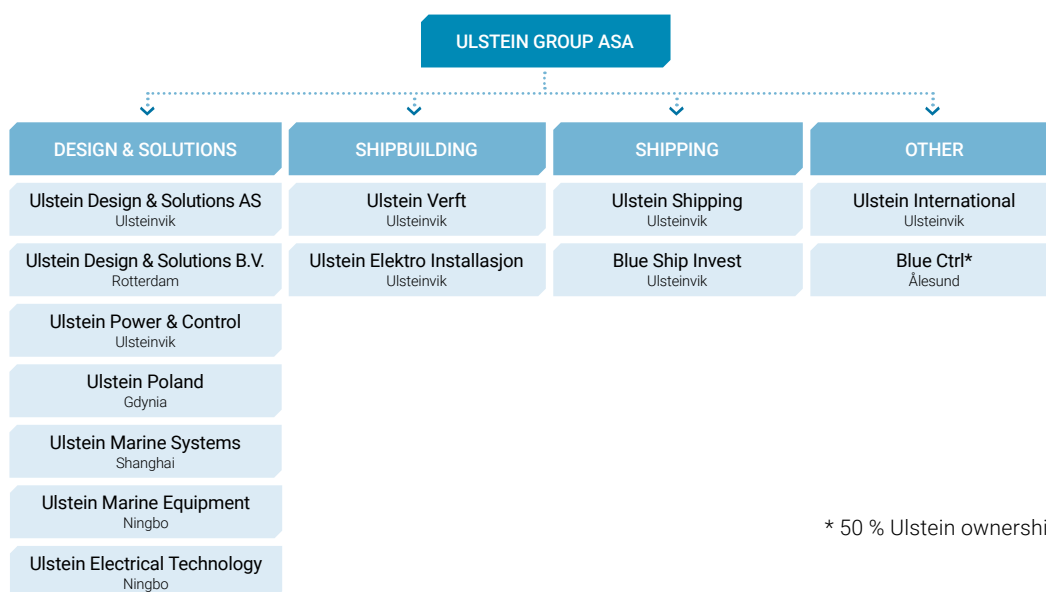 ULSTEIN GROUP ASA
DESIGN & SOLUTIONS
Ulstein Design & Solutions AS
Ulsteinvik
Ulstein Design & Solutions B.V.
Rotterdam
Ulstein Power & Control
Ulsteinvik
Ulstein Poland
Gdynia
Ulstein Marine Systems
Shanghai
Ulstein Marine Equipment
Ningbo
Ulstein Electrical Technology
Ningbo
SHIPBUILDING
Ulstein Verft
Ulsteinvik
Ulstein Elektro Installasjon
Ulsteinvik
SHIPPING
Ulstein Shipping
Ulsteinvik
Blue Ship Invest
Ulsteinvik
OTHER
Ulstein International
Ulsteinvik
Blue Ctrl*
Ålesund
* 50 % Ulstein ownershi